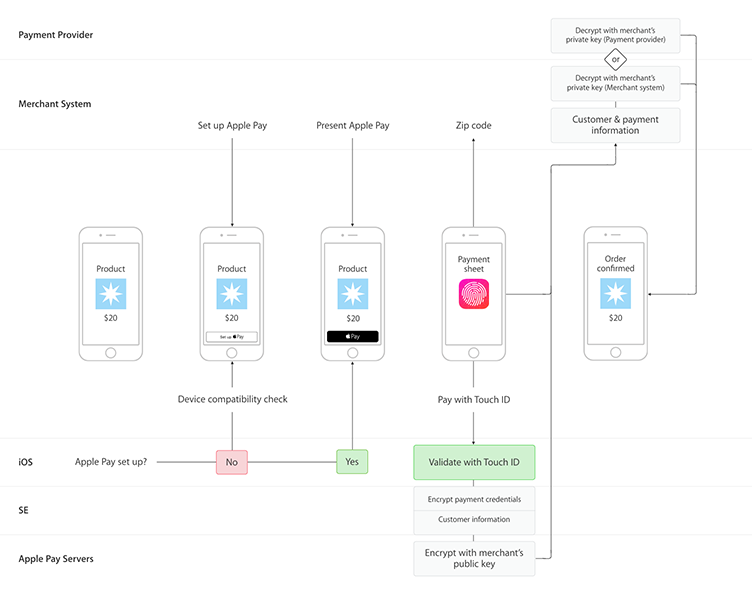 Payment Provider
Decrypt with merchant's
private key (Payment provider)
or
Decrypt with merchant's
private key (Merchant system)
Merchant System
Customer & payment
information
Set up Apple Pay
Present Apple Pay
Zip code
Product
$20
Product
$20
Set up Pay
Product
$20
Pay
Payment
sheet
Order
confirmed
$20
Device compatibility check
Pay with Touch ID
iOS
Apple Pay set up?
No
Yes
Validate with Touch ID
SE
Encrypt payment credentials
Customer information
Apple Pay Servers
Encrypt with merchant's
public key